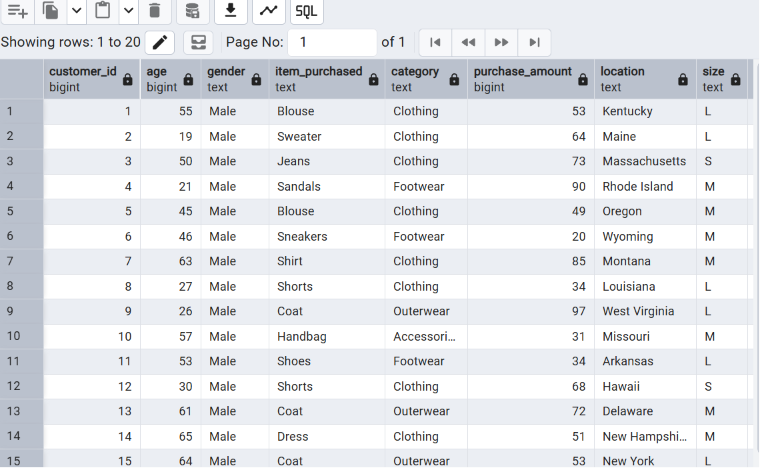 SQL
Showing rows: 1 to 20 Page No: 1 of 1
customer_id age gender item_purchased category purchase_amount location size
bigint bigint text text text bigint text text
1 1 55 Male Blouse Clothing 53 Kentucky L
2 2 19 Male Sweater Clothing 64 Maine L
3 3 50 Male Jeans Clothing 73 Massachusetts S
4 4 21 Male Sandals Footwear 90 Rhode Island M
5 5 45 Male Blouse Clothing 49 Oregon M
6 6 46 Male Sneakers Footwear 20 Wyoming M
7 7 63 Male Shirt Clothing 85 Montana M
8 8 27 Male Shorts Clothing 34 Louisiana L
9 9 26 Male Coat Outerwear 97 West Virginia L
10 10 57 Male Handbag Accessori... 31 Missouri M
11 11 53 Male Shoes Footwear 34 Arkansas L
12 12 30 Male Shorts Clothing 68 Hawaii S
13 13 61 Male Coat Outerwear 72 Delaware M
14 14 65 Male Dress Clothing 51 New Hampshi... M
15 15 64 Male Coat Outerwear 53 New York L